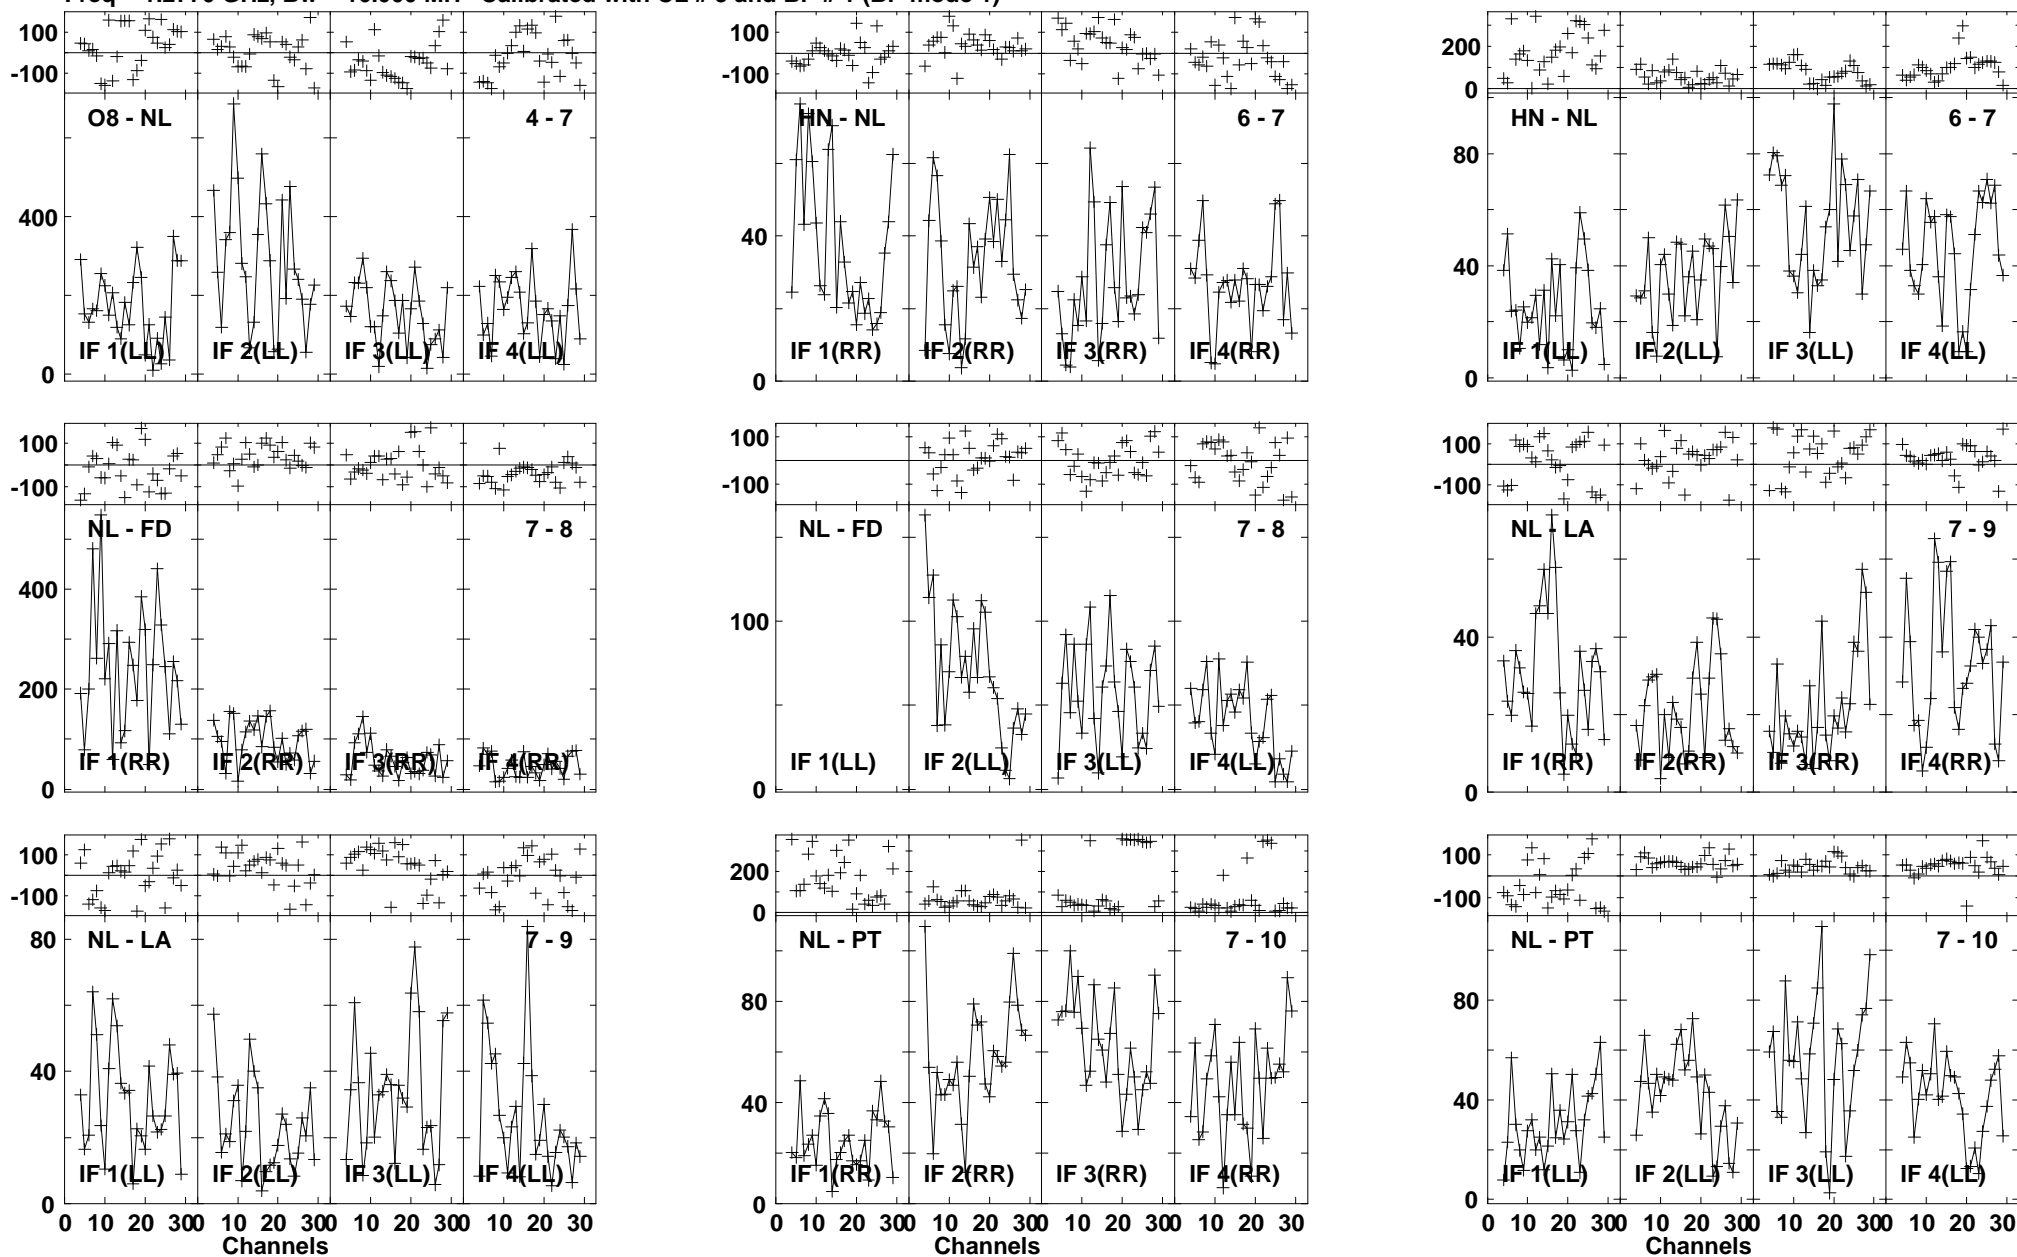 100
-100
O8 - NL
4 - 7
400
0
IF 1(LL)
IF 2(LL)
IF 3(LL)
IF 4(LL)
100
-100
HN - NL
6 - 7
40
0
IF 1(RR)
IF 2(RR)
IF 3(RR)
IF 4(RR)
200
0
HN - NL
6 - 7
80
40
0
IF 1(LL)
IF 2(LL)
IF 3(LL)
IF 4(LL)
100
-100
NL - FD
7 - 8
400
200
0
IF 1(RR)
IF 2(RR)
IF 3(RR)
IF 4(RR)
100
-100
NL - FD
7 - 8
100
0
IF 1(LL)
IF 2(LL)
IF 3(LL)
IF 4(LL)
100
-100
NL - LA
7 - 9
40
0
IF 1(RR)
IF 2(RR)
IF 3(RR)
IF 4(RR)
100
-100
NL - LA
7 - 9
80
40
0
IF 1(LL)
IF 2(LL)
IF 3(LL)
IF 4(LL)
0 10 20 30 0 10 20 30 0 10 20 30 0 10 20 30
Channels
200
0
NL - PT
7 - 10
80
40
0
IF 1(RR)
IF 2(RR)
IF 3(RR)
IF 4(RR)
0 10 20 30 0 10 20 30 0 10 20 30 0 10 20 30
Channels
100
-100
NL - PT
7 - 10
80
40
0
IF 1(LL)
IF 2(LL)
IF 3(LL)
IF 4(LL)
0 10 20 30 0 10 20 30 0 10 20 30 0 10 20 30
Channels